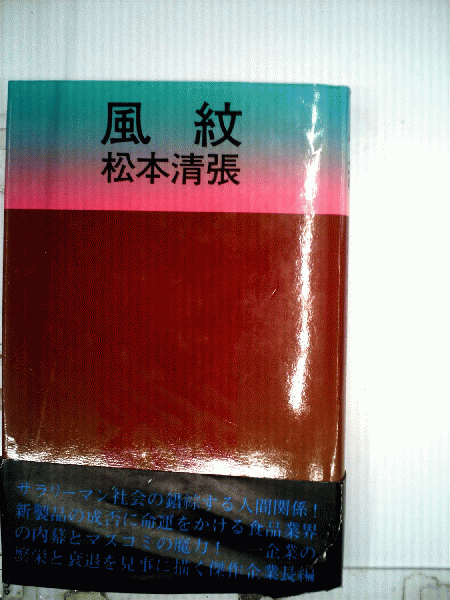 風紋
松本清張
サラリーマン社会の錯綜する人間関係！
新製品の成否に命運をかける食品業界
の内幕とマスコミの魔力！　一企業の
繁栄と衰退を見事に描く傑作企業長編